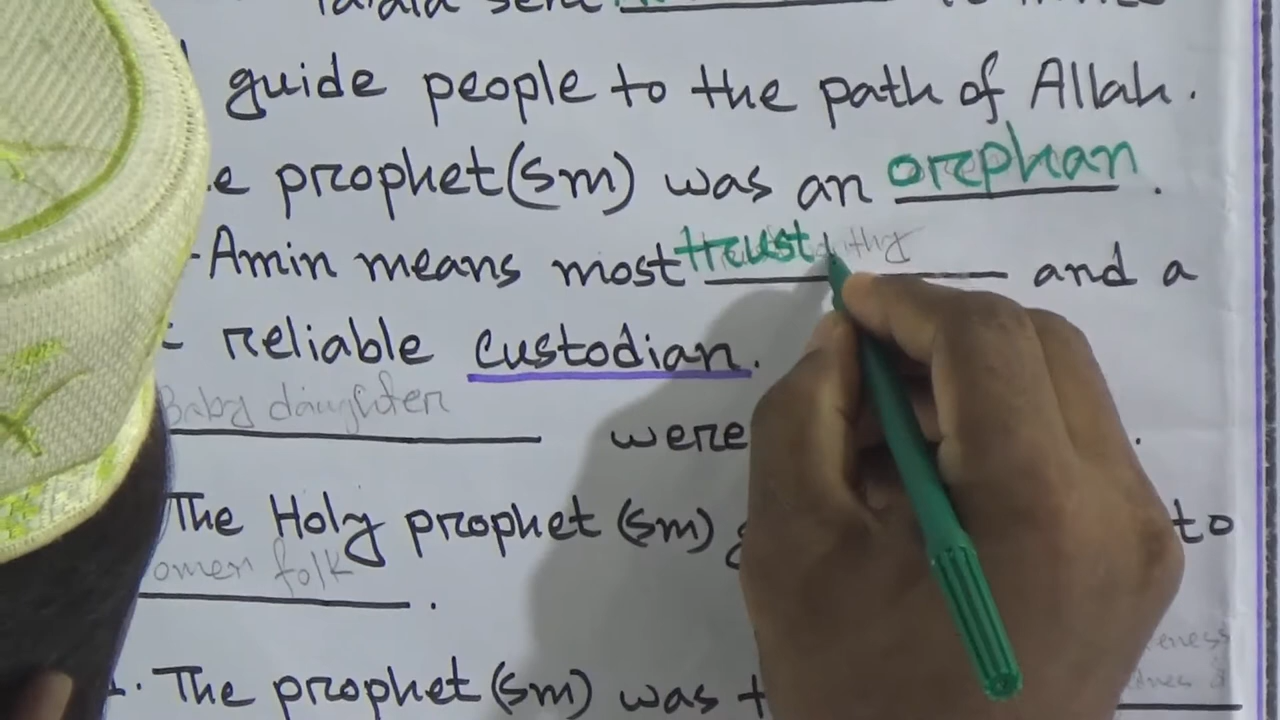 guide people to the path of Allah.
e prophet(sm) was an orphan.
-Amin means most trust and a
reliable custodian.
Baby daughter were
The Holy prophet (sm) to
omen folk.
. The prophet (sm) was